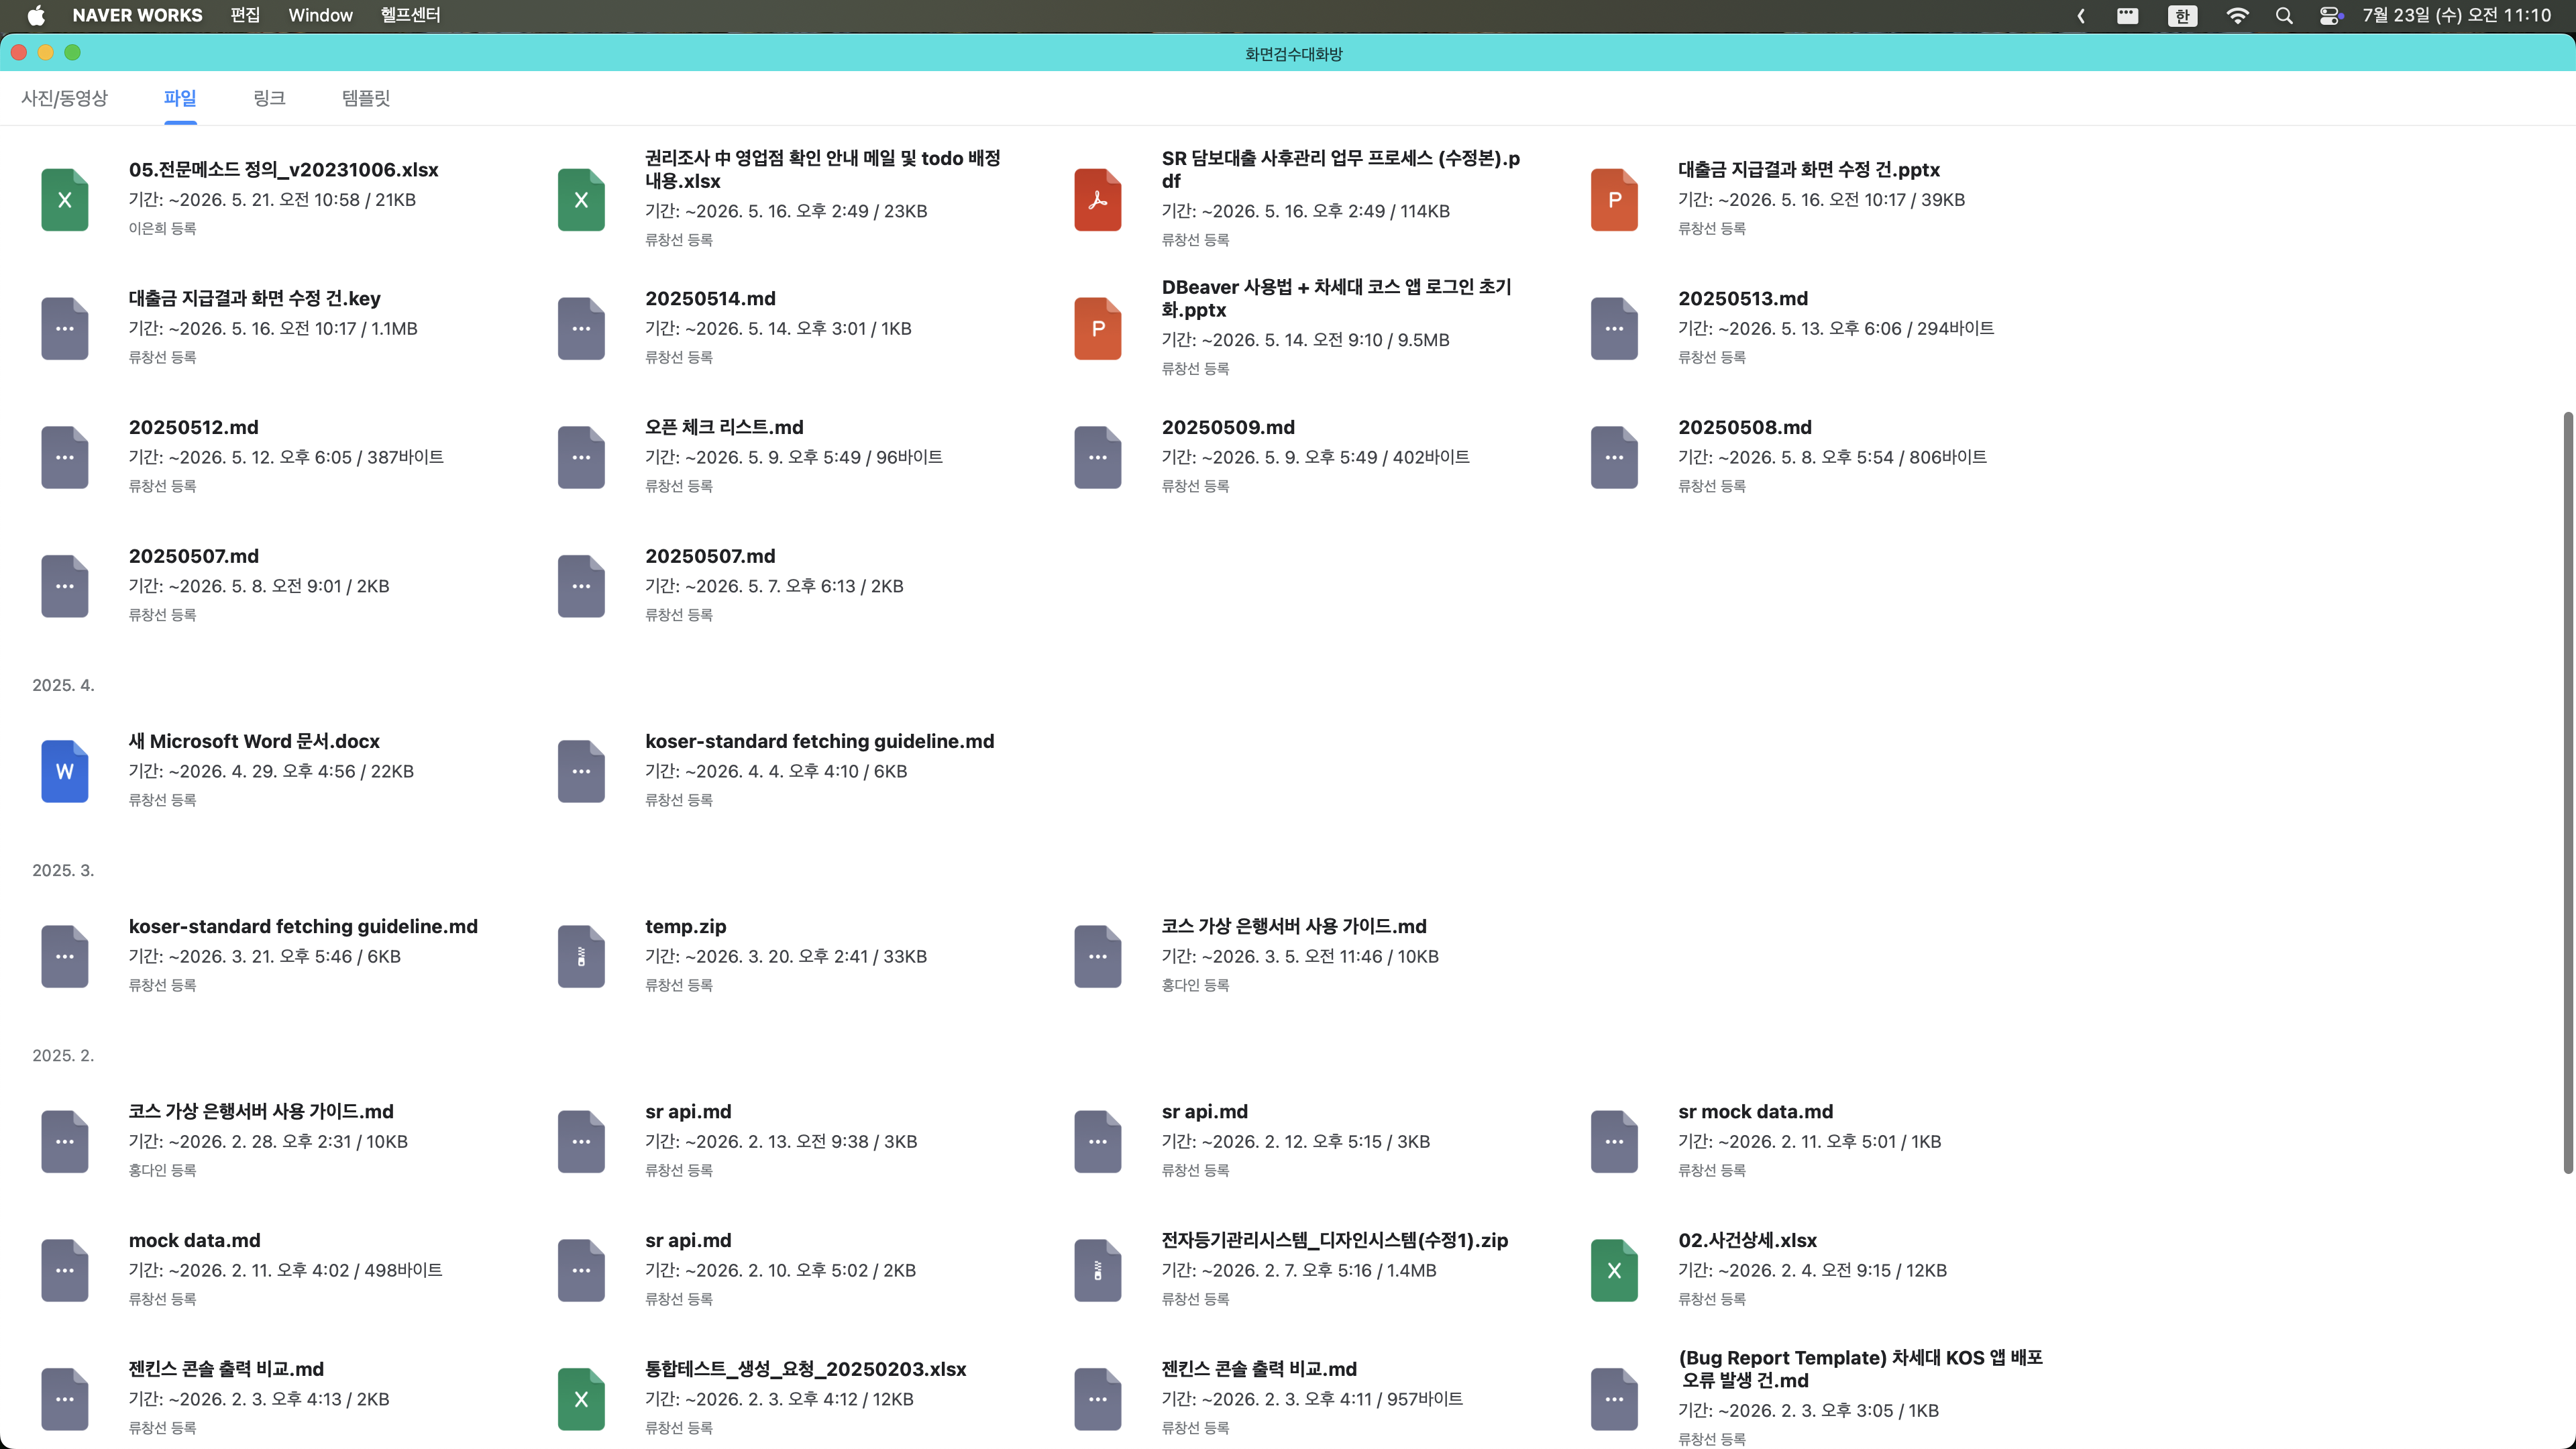 NAVER WORKS 편집 Window 헬프센터 한 7월 23일 (수) 오전 11:10
화면검수대화방
사진/동영상 파일 링크 템플릿
X
05.전문메소드 정의_v20231006.xlsx
기간: ~2026. 5. 21. 오전 10:58 / 21KB
이은희 등록
X
권리조사 中 영업점 확인 안내 메일 및 todo 배정
내용.xlsx
기간: ~2026. 5. 16. 오후 2:49 / 23KB
류창선 등록
SR 담보대출 사후관리 업무 프로세스 (수정본).p
df
기간: ~2026. 5. 16. 오후 2:49 / 114KB
류창선 등록
P
대출금 지급결과 화면 수정 건.pptx
기간: ~2026. 5. 16. 오전 10:17 / 39KB
류창선 등록
대출금 지급결과 화면 수정 건.key
기간: ~2026. 5. 16. 오전 10:17 / 1.1MB
류창선 등록
20250514.md
기간: ~2026. 5. 14. 오후 3:01 / 1KB
류창선 등록
P
DBeaver 사용법 + 차세대 코스 앱 로그인 초기
화.pptx
기간: ~2026. 5. 14. 오전 9:10 / 9.5MB
류창선 등록
20250513.md
기간: ~2026. 5. 13. 오후 6:06 / 294바이트
류창선 등록
20250512.md
기간: ~2026. 5. 12. 오후 6:05 / 387바이트
류창선 등록
오픈 체크 리스트.md
기간: ~2026. 5. 9. 오후 5:49 / 96바이트
류창선 등록
20250509.md
기간: ~2026. 5. 9. 오후 5:49 / 402바이트
류창선 등록
20250508.md
기간: ~2026. 5. 8. 오후 5:54 / 806바이트
류창선 등록
20250507.md
기간: ~2026. 5. 8. 오전 9:01 / 2KB
류창선 등록
20250507.md
기간: ~2026. 5. 7. 오후 6:13 / 2KB
류창선 등록
2025. 4.
W
새 Microsoft Word 문서.docx
기간: ~2026. 4. 29. 오후 4:56 / 22KB
류창선 등록
koser-standard fetching guideline.md
기간: ~2026. 4. 4. 오후 4:10 / 6KB
류창선 등록
2025. 3.
koser-standard fetching guideline.md
기간: ~2026. 3. 21. 오후 5:46 / 6KB
류창선 등록
temp.zip
기간: ~2026. 3. 20. 오후 2:41 / 33KB
류창선 등록
코스 가상 은행서버 사용 가이드.md
기간: ~2026. 3. 5. 오전 11:46 / 10KB
홍다인 등록
2025. 2.
코스 가상 은행서버 사용 가이드.md
기간: ~2026. 2. 28. 오후 2:31 / 10KB
홍다인 등록
sr api.md
기간: ~2026. 2. 13. 오전 9:38 / 3KB
류창선 등록
sr api.md
기간: ~2026. 2. 12. 오후 5:15 / 3KB
류창선 등록
sr mock data.md
기간: ~2026. 2. 11. 오후 5:01 / 1KB
류창선 등록
mock data.md
기간: ~2026. 2. 11. 오후 4:02 / 498바이트
류창선 등록
sr api.md
기간: ~2026. 2. 10. 오후 5:02 / 2KB
류창선 등록
전자등기관리시스템_디자인시스템(수정1).zip
기간: ~2026. 2. 7. 오후 5:16 / 1.4MB
류창선 등록
X
02.사건상세.xlsx
기간: ~2026. 2. 4. 오전 9:15 / 12KB
류창선 등록
젠킨스 콘솔 출력 비교.md
기간: ~2026. 2. 3. 오후 4:13 / 2KB
류창선 등록
X
통합테스트_생성_요청_20250203.xlsx
기간: ~2026. 2. 3. 오후 4:12 / 12KB
류창선 등록
젠킨스 콘솔 출력 비교.md
기간: ~2026. 2. 3. 오후 4:11 / 957바이트
류창선 등록
(Bug Report Template) 차세대 KOS 앱 배포
오류 발생 건.md
기간: ~2026. 2. 3. 오후 3:05 / 1KB
류창선 등록